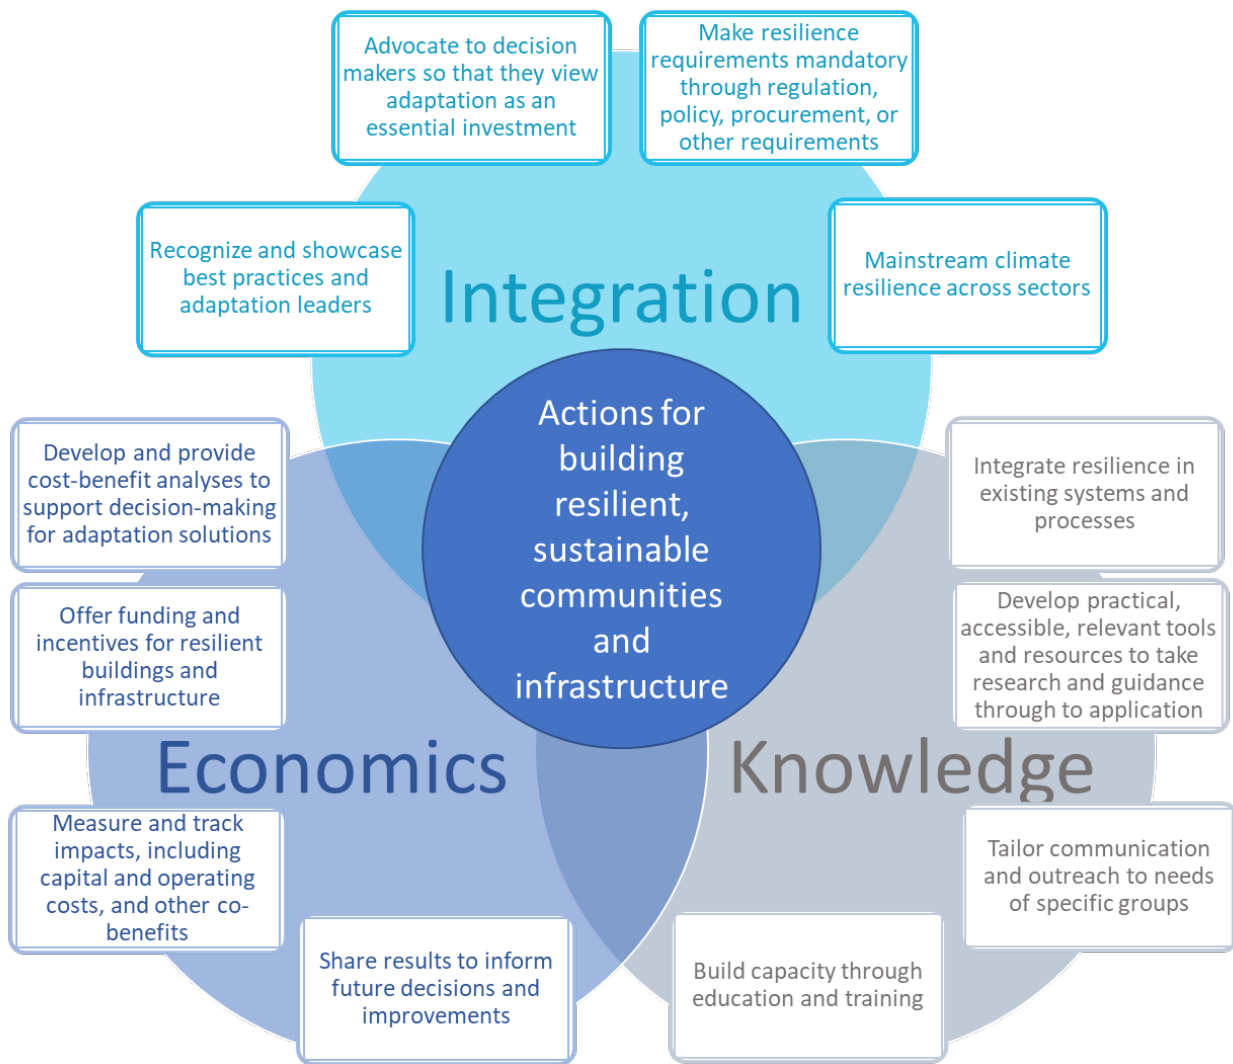 Advocate to decision
makers so that they view
adaptation as an
essential investment
Make resilience
requirements mandatory
through regulation,
policy, procurement, or
other requirements
Recognize and showcase
best practices and
adaptation leaders
Mainstream climate
resilience across sectors
Integration
Actions for
building
resilient,
sustainable
communities
and
infrastructure
Develop and provide
cost-benefit analyses to
support decision-making
for adaptation solutions
Offer funding and
incentives for resilient
buildings and
infrastructure
Economics
Measure and track
impacts, including
capital and operating
costs, and other co-
benefits
Share results to inform
future decisions and
improvements
Integrate resilience in
existing systems and
processes
Develop practical,
accessible, relevant tools
and resources to take
research and guidance
through to application
Knowledge
Tailor communication
and outreach to needs
of specific groups
Build capacity through
education and training